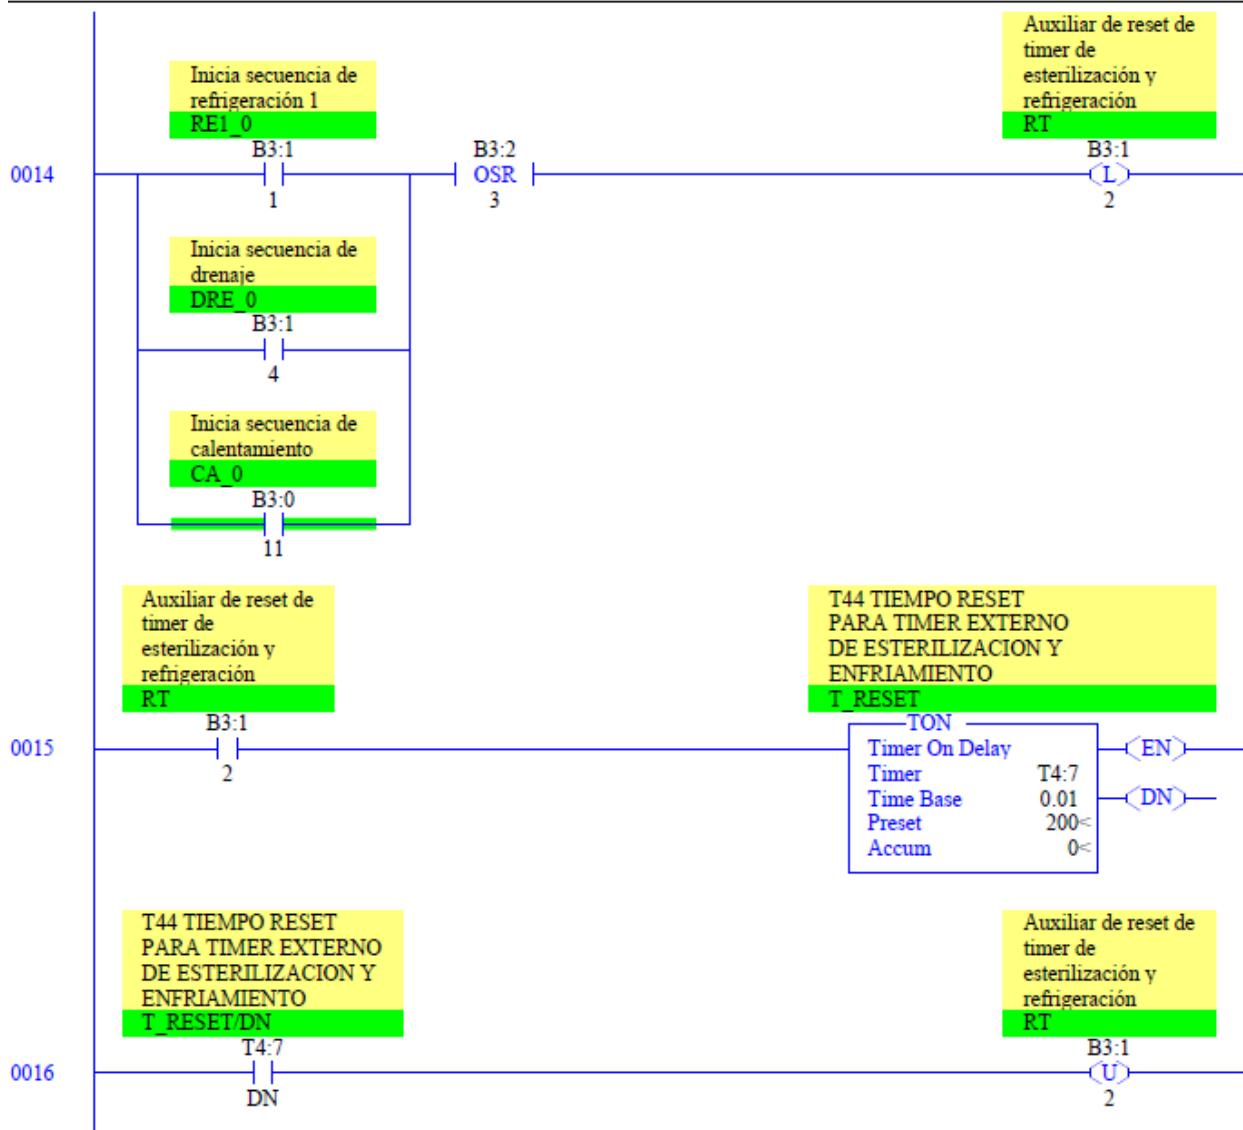 Auxiliar de reset de
timer de
esterilización y
refrigeración
RT
Inicia secuencia de
refrigeración 1
RE1_0
B3:1
B3:2
B3:1
0014
OSR
L
1
3
2
Inicia secuencia de
drenaje
DRE_0
B3:1
4
Inicia secuencia de
calentamiento
CA_0
B3:0
11
Auxiliar de reset de
timer de
esterilización y
refrigeración
RT
B3:1
0015
2
T44 TIEMPO RESET
PARA TIMER EXTERNO
DE ESTERILIZACION Y
ENFRIAMIENTO
T_RESET
TON
Timer On Delay
EN
Timer T4:7
Time Base 0.01
DN
Preset 200<
Accum 0<
T44 TIEMPO RESET
PARA TIMER EXTERNO
DE ESTERILIZACION Y
ENFRIAMIENTO
T_RESET/DN
T4:7
0016
DN
Auxiliar de reset de
timer de
esterilización y
refrigeración
RT
B3:1
U
2